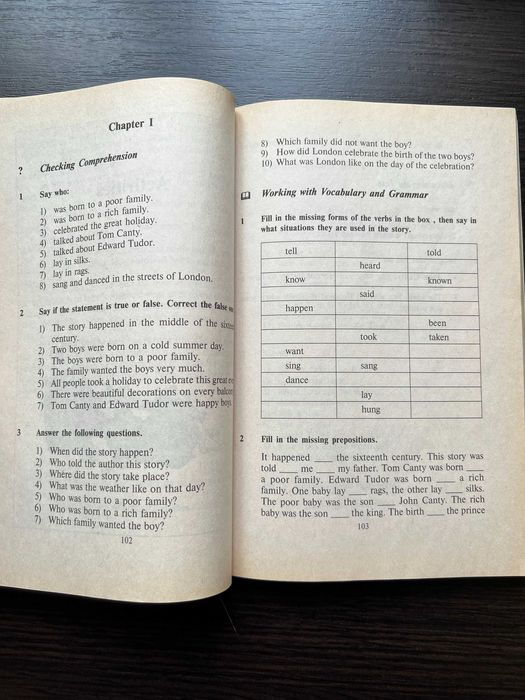 Chapter I
? Checking Comprehension
1 Say who:
1) was born to a poor family.
2) was born to a rich family.
3) celebrated the great holiday.
4) talked about Tom Canty.
5) talked about Edward Tudor.
6) lay in silks.
7) lay in rags.
8) sang and danced in the streets of London.
2 Say if the statement is true or false. Correct the false
1) The story happened in the middle of the
century.
2) Two boys were born on a cold summer day.
3) The boys were born to a poor family.
4) The family wanted the boys very much.
5) All people took a holiday to celebrate this great
6) There were beautiful decorations on every
7) Tom Canty and Edward Tudor were happy boys
3 Answer the following questions.
1) When did the story happen?
2) Who told the author this story?
3) Where did the story take place?
4) What was the weather like on that day?
5) Who was born to a poor family?
6) Who was born to a rich family?
7) Which family wanted the boy?
102
8) Which family did not want the boy?
9) How did London celebrate the birth of the two boys?
10) What was London like on the day of the celebration?
Working with Vocabulary and Grammar
1 Fill in the missing forms of the verbs in the box , then say in
what situations they are used in the story.
tell told
heard
know known
said
happen
been
took taken
want
sing sang
dance
lay
hung
2 Fill in the missing prepositions.
It happened ___ the sixteenth century. This story was
told ___ me ___ my father. Tom Canty was born ___
a poor family. Edward Tudor was born ___ a rich
family. One baby lay ___ rags, the other lay ___ silks.
The poor baby was the son ___ John Canty. The rich
baby was the son ___ the king. The birth ___ the prince
103